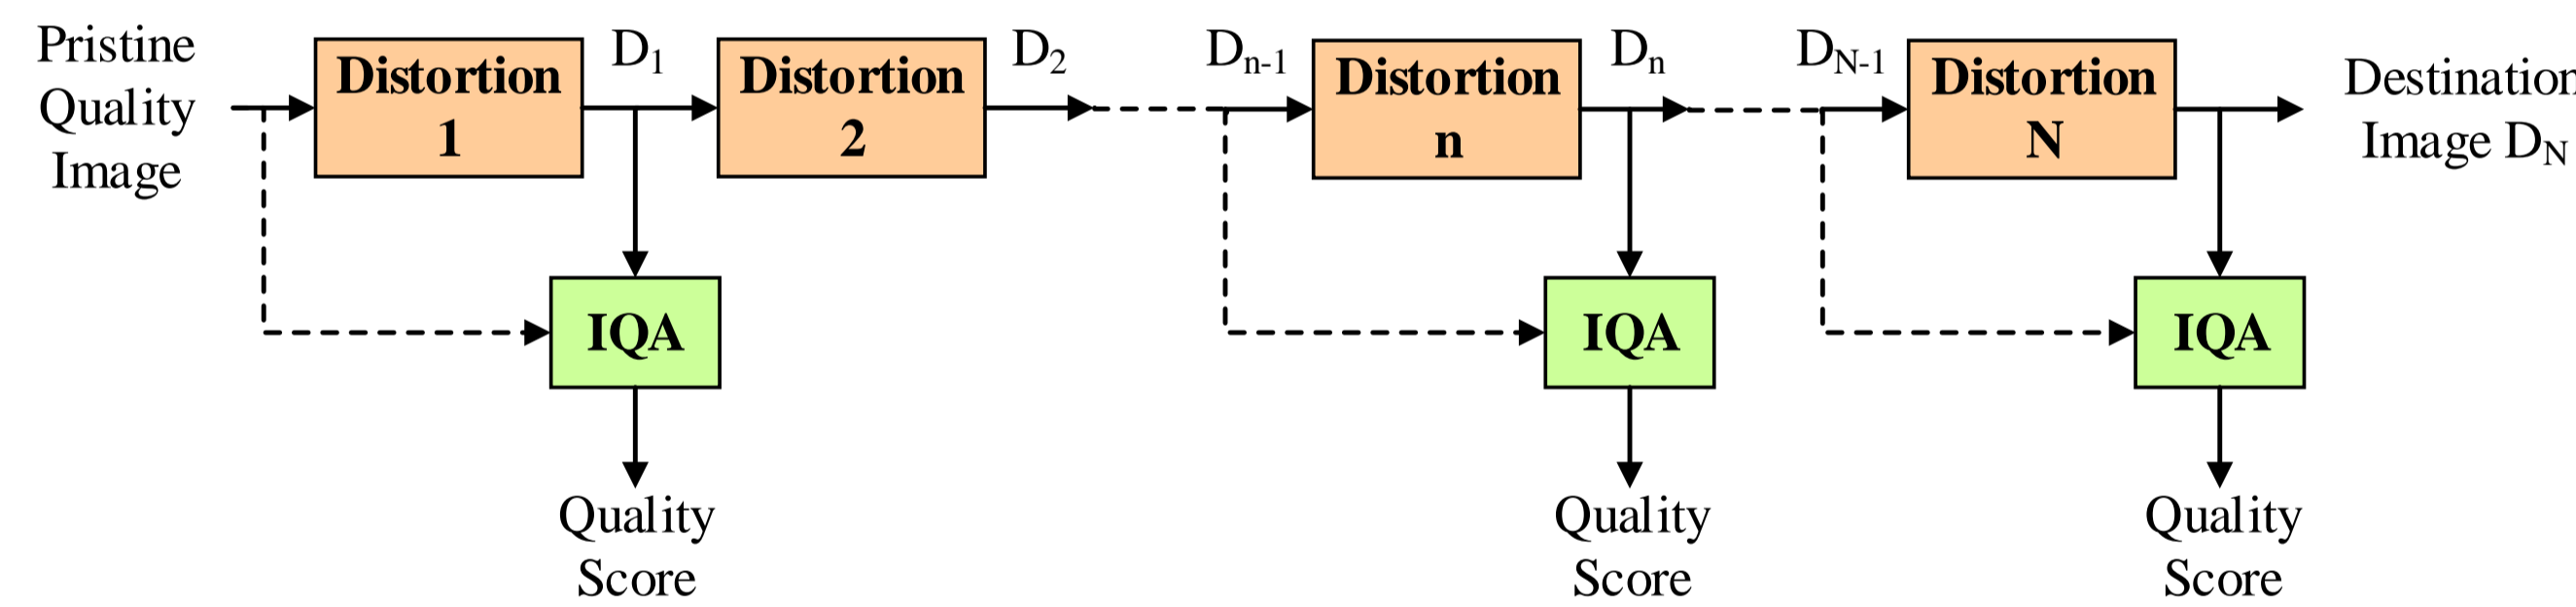 Pristine
Quality
Image
Distortion
1
D1
Distortion
2
D2
Dn-1
Distortion
n
Dn
DN-1
Distortion
N
Destination
Image DN
IQA
IQA
IQA
Quality
Score
Quality
Score
Quality
Score